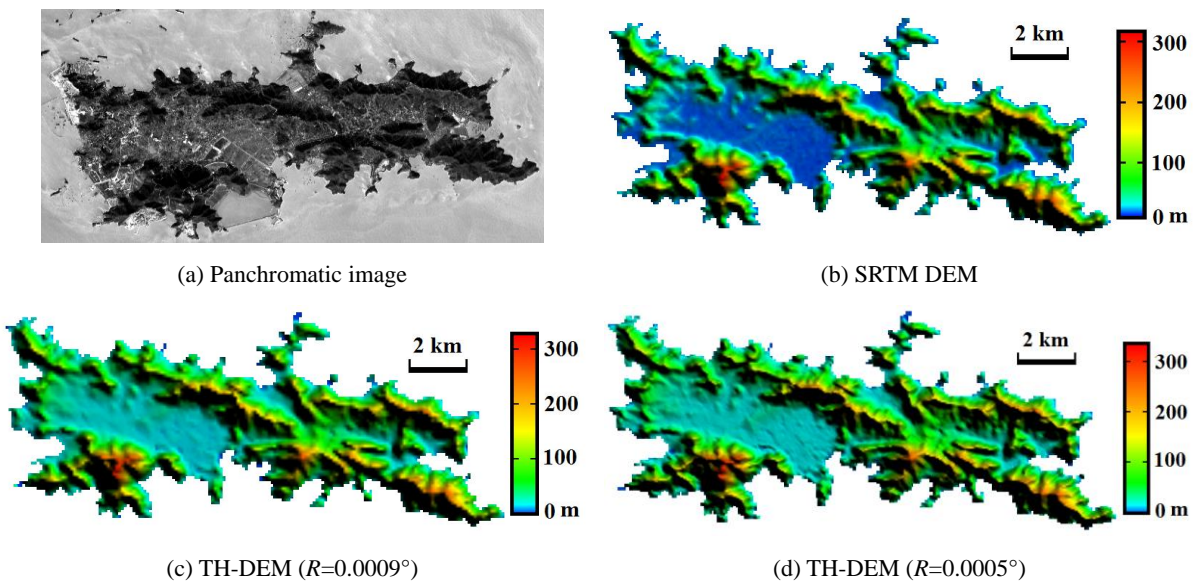 2 km
300
200
100
0 m
(a) Panchromatic image
(b) SRTM DEM
2 km
300
200
100
0 m
2 km
300
200
100
0 m
(c) TH-DEM (R=0.0009°)
(d) TH-DEM (R=0.0005°)